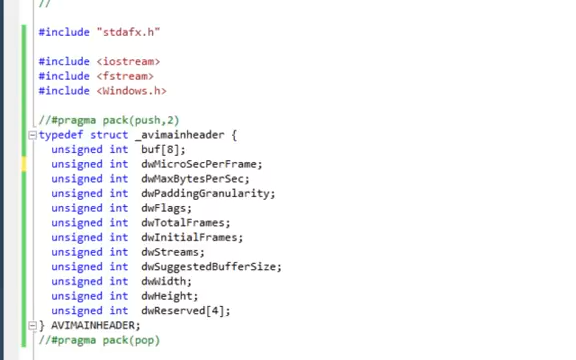 //
#include "stdafx.h"
#include <iostream>
#include <fstream>
#include <Windows.h>
//#pragma pack(push,2)
typedef struct _avimainheader {
unsigned int buf[8];
unsigned int dwMicroSecPerFrame;
unsigned int dwMaxBytesPerSec;
unsigned int dwPaddingGranularity;
unsigned int dwFlags;
unsigned int dwTotalFrames;
unsigned int dwInitialFrames;
unsigned int dwStreams;
unsigned int dwSuggestedBufferSize;
unsigned int dwWidth;
unsigned int dwHeight;
unsigned int dwReserved[4];
} AVIMAINHEADER;
//#pragma pack(pop)